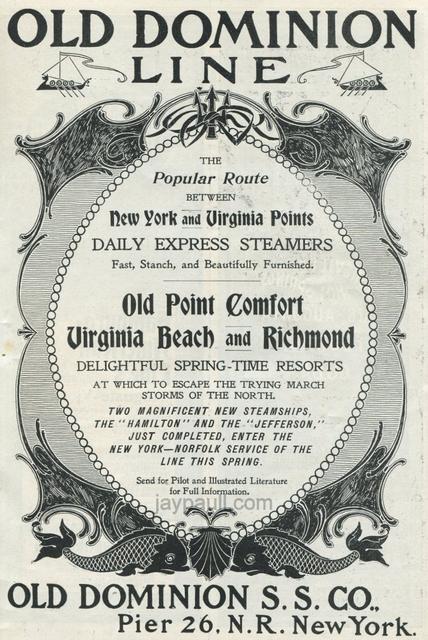 OLD DOMINION
LINE
THE
Popular Route
BETWEEN
New York and Virginia Points
DAILY EXPRESS STEAMERS
Fast, Stanch, and Beautifully Furnished.
Old Point Comfort
Virginia Beach and Richmond
DELIGHTFUL SPRING-TIME RESORTS
AT WHICH TO ESCAPE THE TRYING MARCH
STORMS OF THE NORTH.
TWO MAGNIFICENT NEW STEAMSHIPS,
THE "HAMILTON" AND THE "JEFFERSON,"
JUST COMPLETED, ENTER THE
NEW YORK—NORFOLK SERVICE OF THE
LINE THIS SPRING.
Send for Pilot and Illustrated Literature
for Full Information.
jaypaull.com
OLD DOMINION S. S. CO.,
Pier 26, N. R. New York.